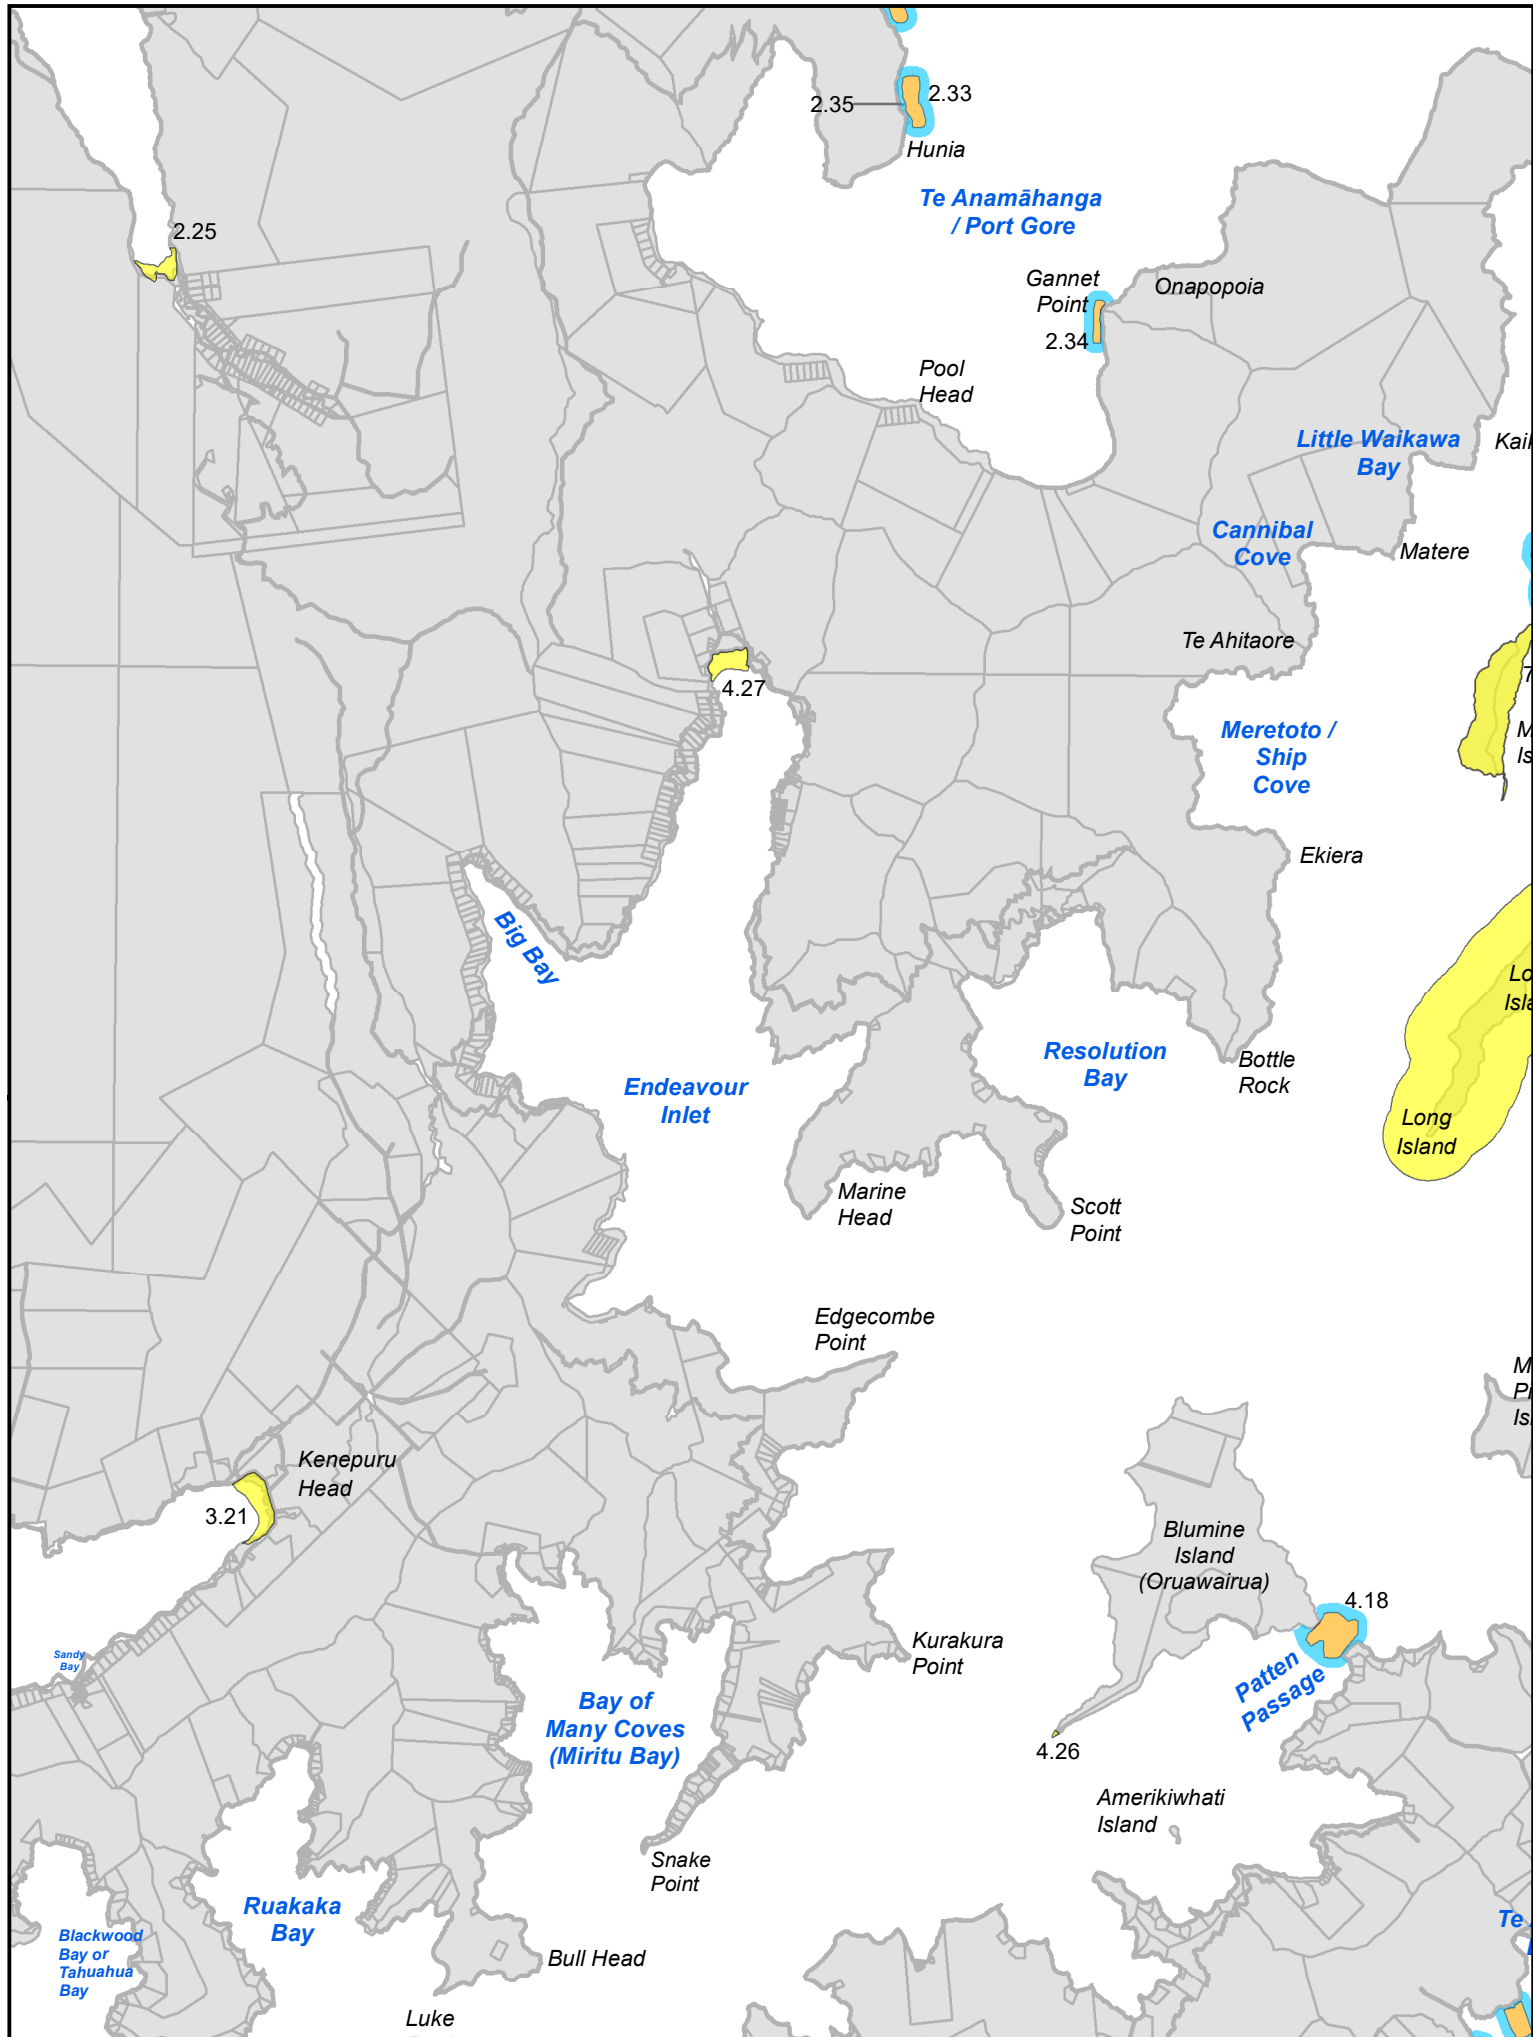 2.35
2.33
Hunia
Te Anamāhanga
/ Port Gore
2.25
Gannet
Point
Onapopoia
2.34
Pool
Head
Little Waikawa
Bay
Cannibal
Cove
Matere
Te Ahitaore
4.27
Meretoto /
Ship
Cove
Ekiera
Big Bay
Endeavour
Inlet
Resolution
Bay
Bottle
Rock
Long
Island
Marine
Head
Scott
Point
Edgecombe
Point
Kenepuru
Head
3.21
Blumine
Island
(Oruawairua)
4.18
Patten
Passage
Kurakura
Point
Sandy
Bay
Bay of
Many Coves
(Miritu Bay)
4.26
Amerikiwhati
Island
Snake
Point
Ruakaka
Bay
Blackwood
Bay or
Tahuahua
Bay
Bull Head
Te
Luke